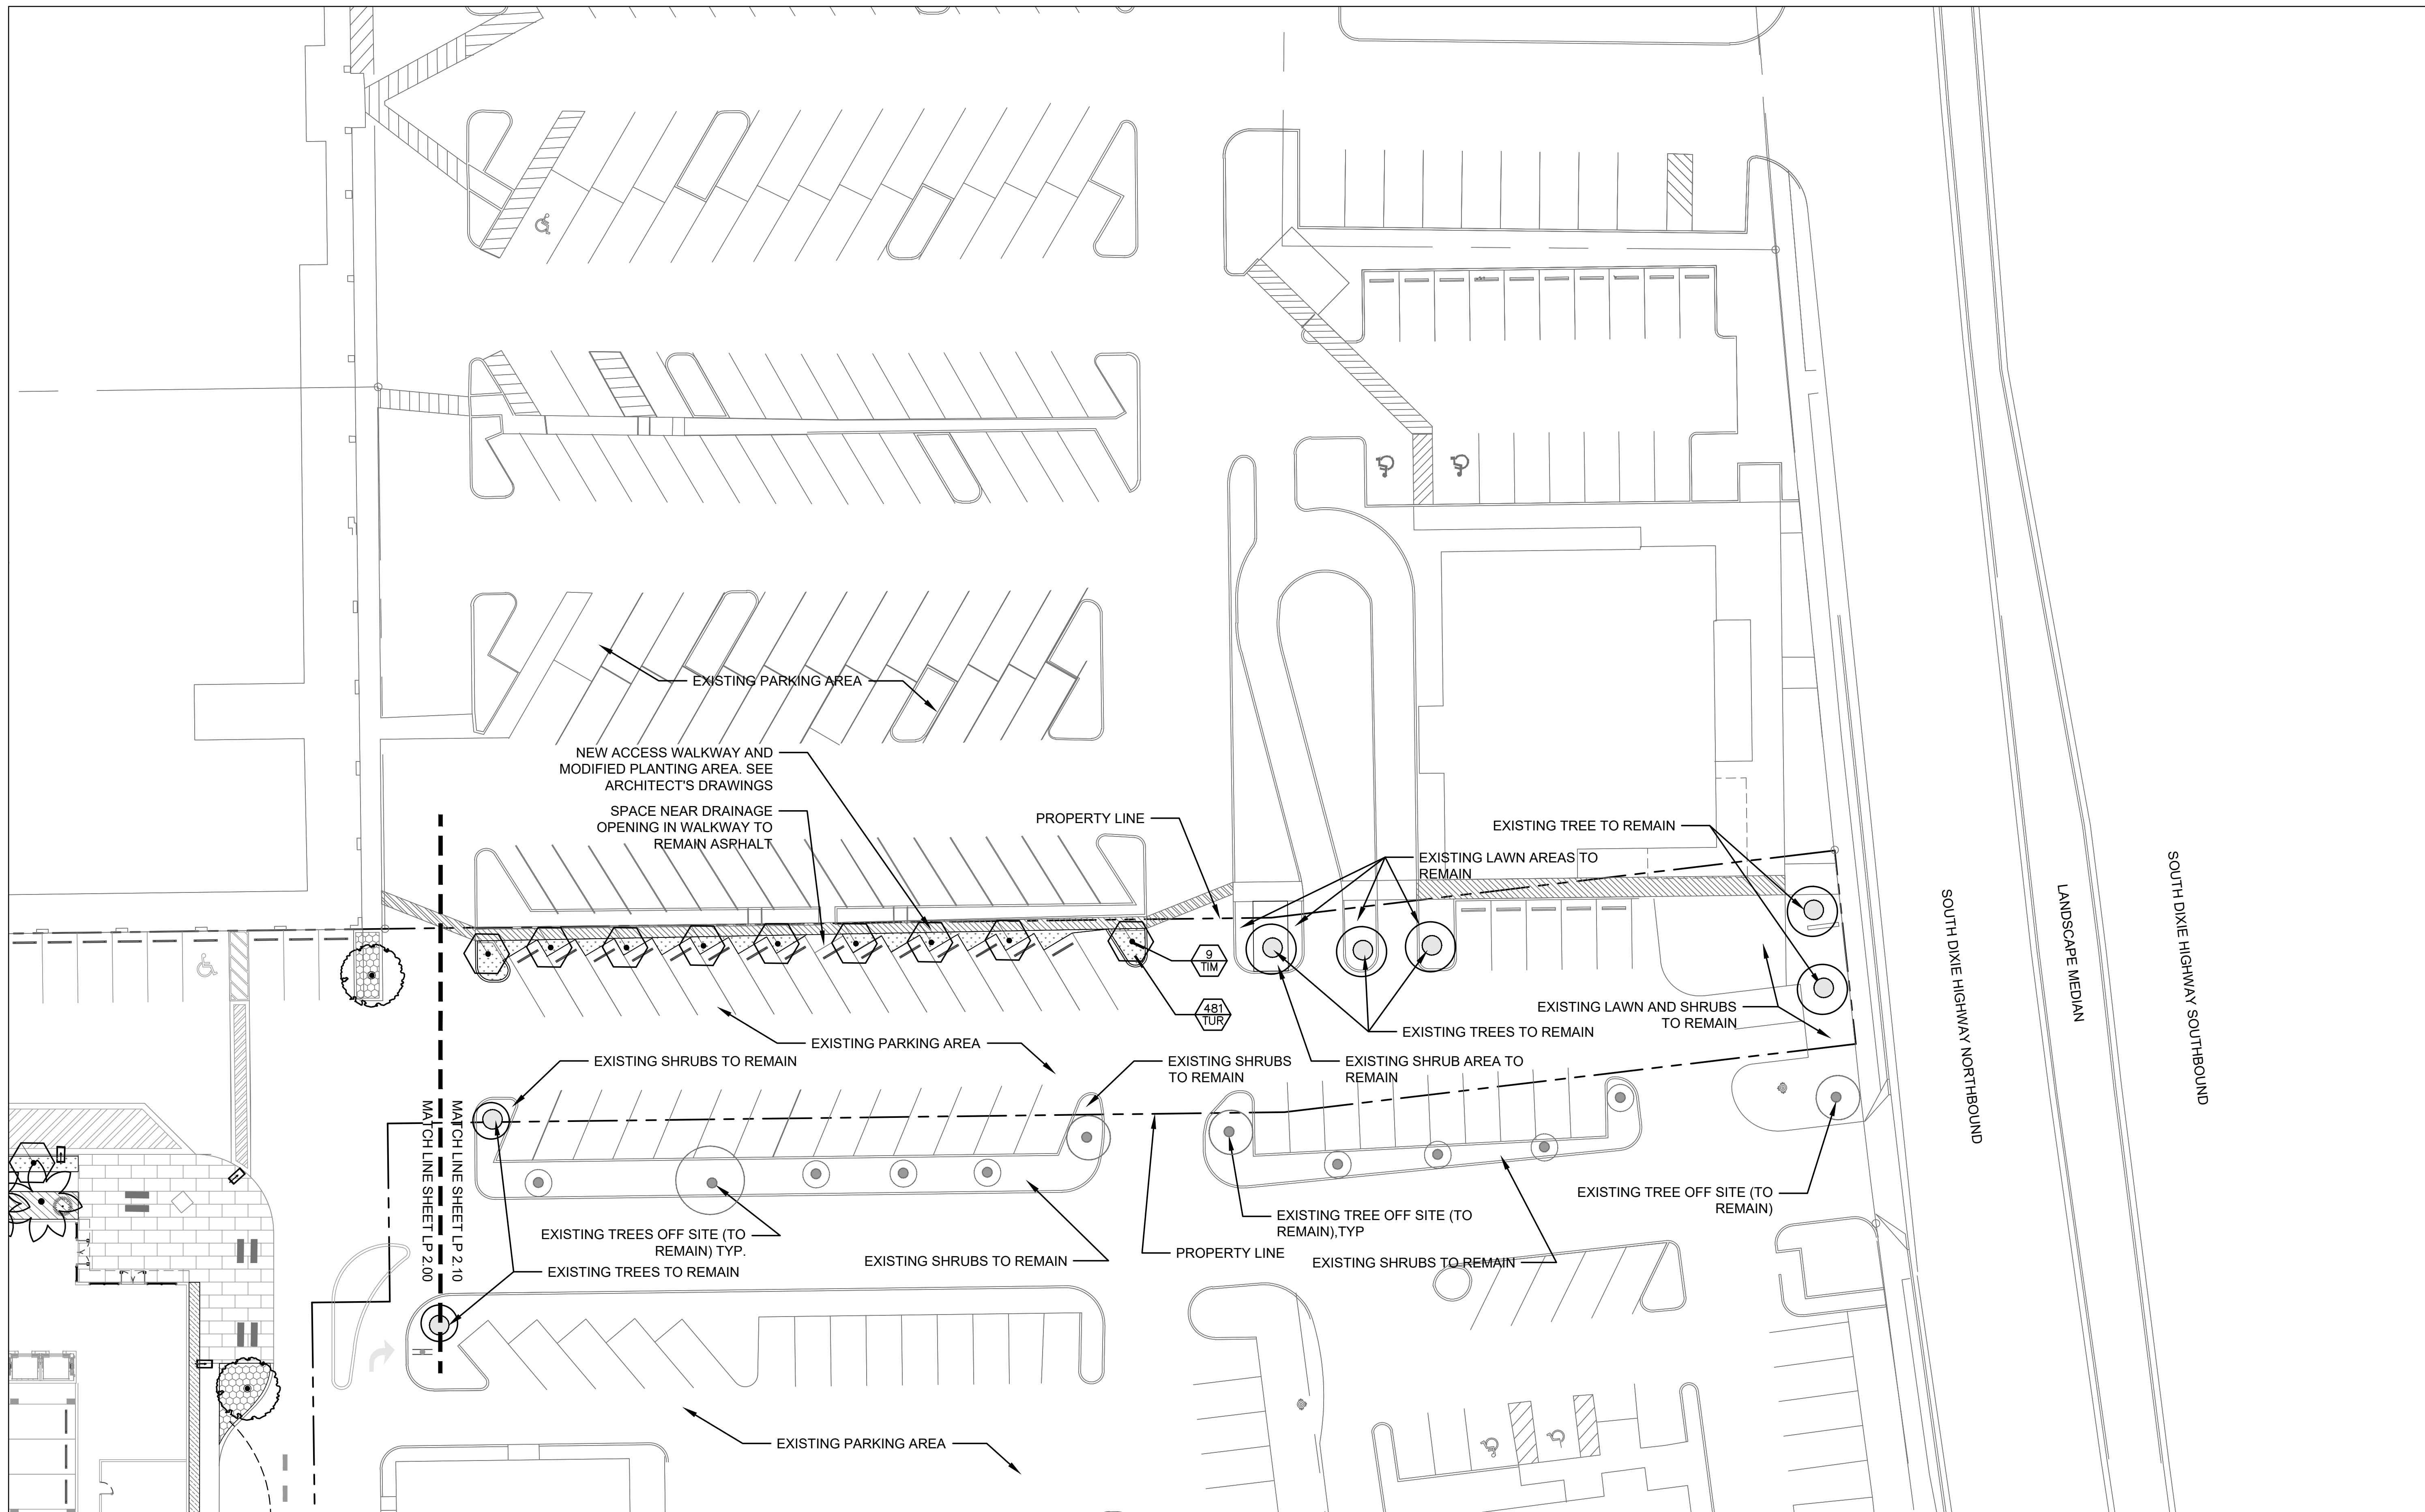 EXISTING PARKING AREA
NEW ACCESS WALKWAY AND
MODIFIED PLANTING AREA. SEE
ARCHITECT'S DRAWINGS
SPACE NEAR DRAINAGE
OPENING IN WALKWAY TO
REMAIN ASPHALT
PROPERTY LINE
EXISTING TREE TO REMAIN
EXISTING LAWN AREAS TO
REMAIN
9
TIM
481
TUR
EXISTING LAWN AND SHRUBS
TO REMAIN
EXISTING TREES TO REMAIN
EXISTING PARKING AREA
EXISTING SHRUBS TO REMAIN
EXISTING SHRUBS
TO REMAIN
EXISTING SHRUB AREA TO
REMAIN
MATCH LINE SHEET LP 2.00
MATCH LINE SHEET LP 2.10
EXISTING TREES OFF SITE (TO
REMAIN) TYP.
EXISTING TREES TO REMAIN
EXISTING SHRUBS TO REMAIN
PROPERTY LINE
EXISTING TREE OFF SITE (TO
REMAIN),TYP
EXISTING SHRUBS TO REMAIN
EXISTING TREE OFF SITE (TO
REMAIN)
EXISTING PARKING AREA
SOUTH DIXIE HIGHWAY NORTHBOUND
LANDSCAPE MEDIAN
SOUTH DIXIE HIGHWAY SOUTHBOUND